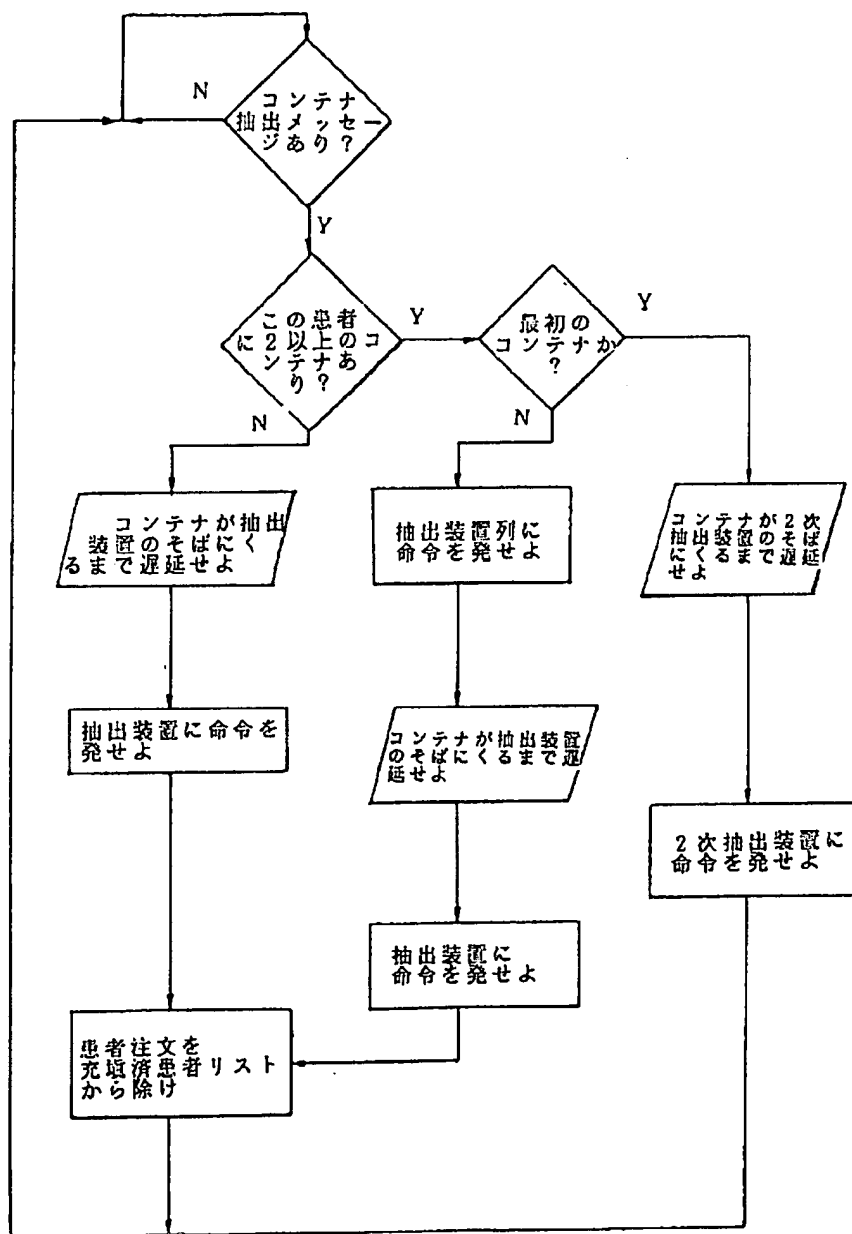 コンテナ
抽出メッセー
ジあり?
N
Y
この患者
に2以上のコ
ンテナあり?
Y
最初の
コンテナか
?
Y
N
N
コンテナが抽出
装置のそばにく
るまで遅延せよ
抽出装置列に
命令を発せよ
コンテナが2次
抽出装置のそば
にくるまで遅延
せよ
抽出装置に命令を
発せよ
コンテナが抽出装置
のそばにくるまで遅
延せよ
2次抽出装置に
命令を発せよ
抽出装置に
命令を発せよ
患者注文を
充塡済患者リスト
から除け